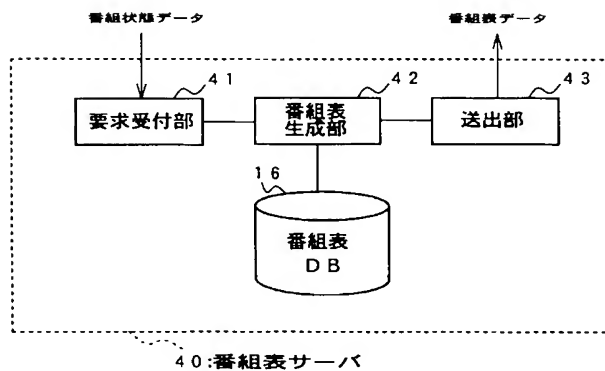 番組状態データ
番組表データ
41
要求受付部
42
番組表
生成部
43
送出部
16
番組表
DB
40:番組表サーバ